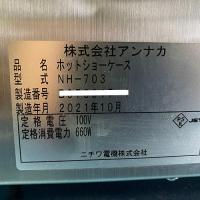 株式会社アンナカ
品名 ホットショーケース
型式 NH-703
製造番号
製造年月 2021年10月
定格電圧 100V
定格消費電力 660W
ニチワ電機株式会社